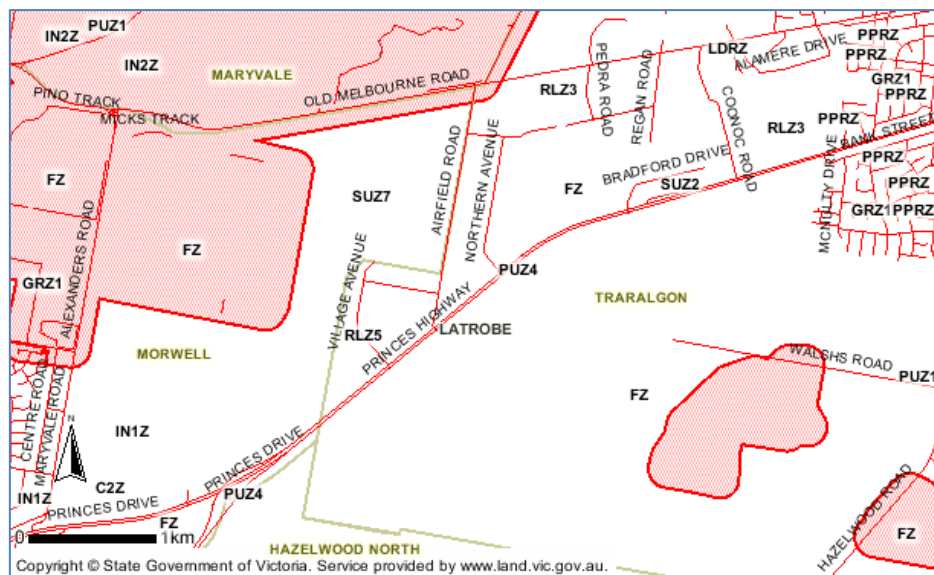 PUZ1
IN2Z
IN2Z
MARYVALE
PINO TRACK
MICKS TRACK
OLD MELBOURNE ROAD
PEDRA ROAD
REGAN ROAD
LDRZ
ALAMERE DRIVE
PPRZ
PPRZ
GRZ1
PPRZ
RLZ3
COONOC ROAD
RLZ3
PPRZ
BANK STREET
PPRZ
PPRZ
GRZ1
PPRZ
MCNULTY DRIVE
FZ
FZ
ALEXANDERS ROAD
GRZ1
SUZ7
AIRFIELD ROAD
NORTHERN AVENUE
FZ
BRADFORD DRIVE
SUZ2
PUZ4
TRARALGON
VILLAGE AVENUE
RLZ5
PRINCES HIGHWAY
LATROBE
MORWELL
WALSHS ROAD
PUZ1
FZ
CENTRE ROAD
MARYVALE ROAD
IN1Z
N
IN1Z
C2Z
PRINCES DRIVE
PRINCES DRIVE
PUZ4
FZ
HAZELWOOD ROAD
FZ
0 1km
HAZELWOOD NORTH
Copyright © State Government of Victoria. Service provided by www.land.vic.gov.au.